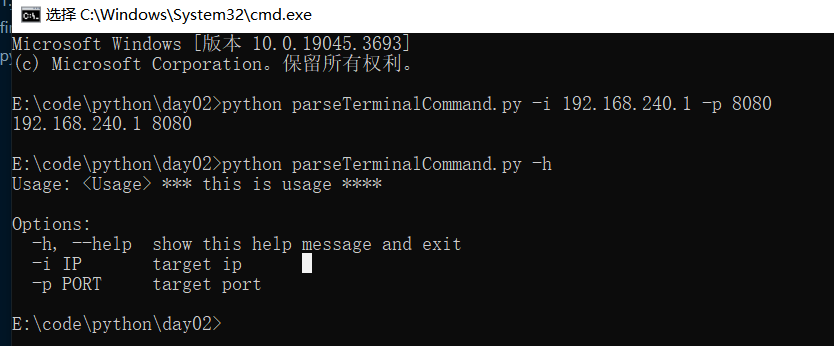 选择 C:\Windows\System32\cmd.exe
Microsoft Windows [版本 10.0.19045.3693]
(c) Microsoft Corporation。保留所有权利。
E:\code\python\day02>python parseTerminalCommand.py -i 192.168.240.1 -p 8080
192.168.240.1 8080
E:\code\python\day02>python parseTerminalCommand.py -h
Usage: <Usage> *** this is usage ****
Options:
-h, --help  show this help message and exit
-i IP       target ip
-p PORT     target port
E:\code\python\day02>